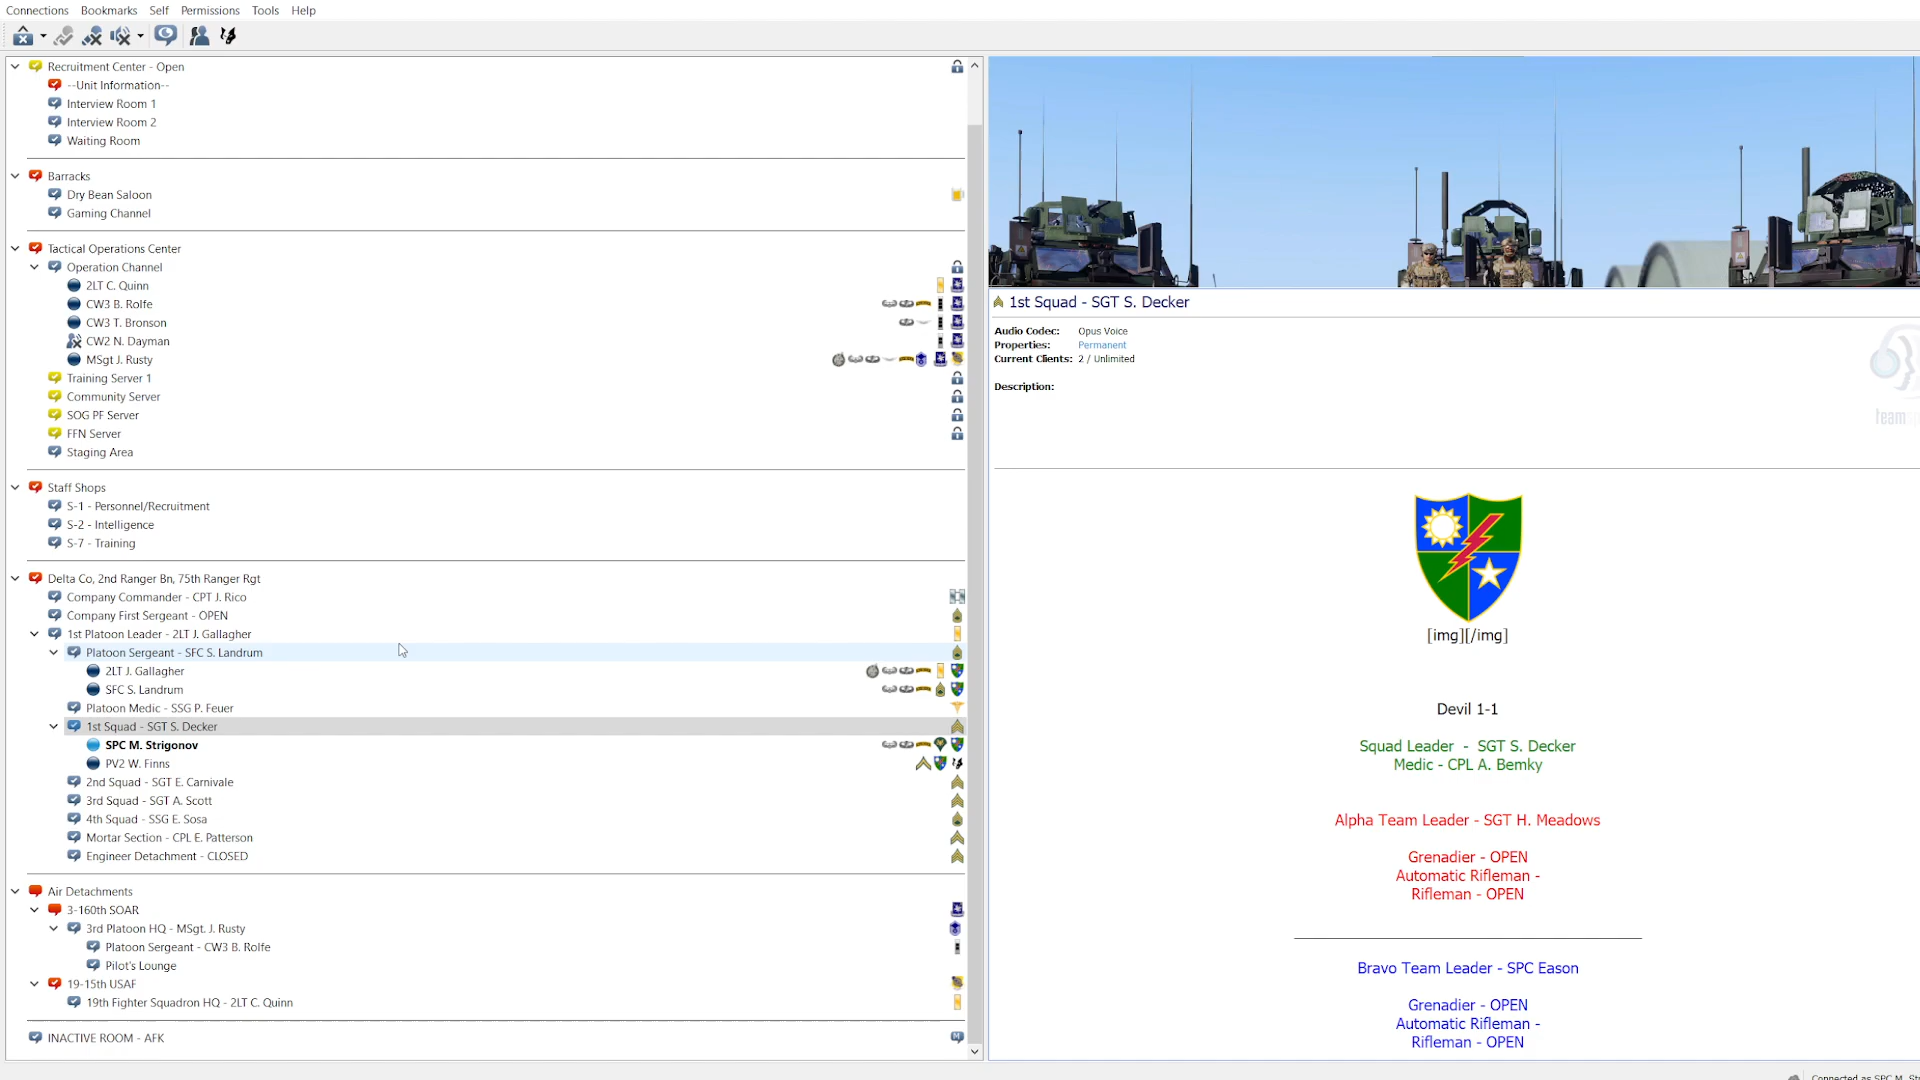 Connections Bookmarks Self Permissions Tools Help
Recruitment Center - Open
--Unit Information--
Interview Room 1
Interview Room 2
Waiting Room
Barracks
Dry Bean Saloon
Gaming Channel
Tactical Operations Center
Operation Channel
2LT C. Quinn
CW3 B. Rolfe
CW3 T. Bronson
CW2 N. Dayman
MSgt J. Rusty
Training Server 1
Community Server
SOG PF Server
FFN Server
Staging Area
Staff Shops
S-1 - Personnel/Recruitment
S-2 - Intelligence
S-7 - Training
Delta Co, 2nd Ranger Bn, 75th Ranger Rgt
Company Commander - CPT J. Rico
Company First Sergeant - OPEN
1st Platoon Leader - 2LT J. Gallagher
Platoon Sergeant - SFC S. Landrum
2LT J. Gallagher
SFC S. Landrum
Platoon Medic - SSG P. Feuer
1st Squad - SGT S. Decker
SPC M. Strigonov
PV2 W. Finns
2nd Squad - SGT E. Carnivale
3rd Squad - SGT A. Scott
4th Squad - SSG E. Sosa
Mortar Section - CPL E. Patterson
Engineer Detachment - CLOSED
Air Detachments
3-160th SOAR
3rd Platoon HQ - MSgt. J. Rusty
Platoon Sergeant - CW3 B. Rolfe
Pilot's Lounge
19-15th USAF
19th Fighter Squadron HQ - 2LT C. Quinn
INACTIVE ROOM - AFK
M
1st Squad - SGT S. Decker
Audio Codec: Opus Voice
Properties: Permanent
Current Clients: 2 / Unlimited
Description:
team
[img][/img]
Devil 1-1
Squad Leader - SGT S. Decker
Medic - CPL A. Bemky
Alpha Team Leader - SGT H. Meadows
Grenadier - OPEN
Automatic Rifleman -
Rifleman - OPEN
Bravo Team Leader - SPC Eason
Grenadier - OPEN
Automatic Rifleman -
Rifleman - OPEN
Connected as SPC M. St